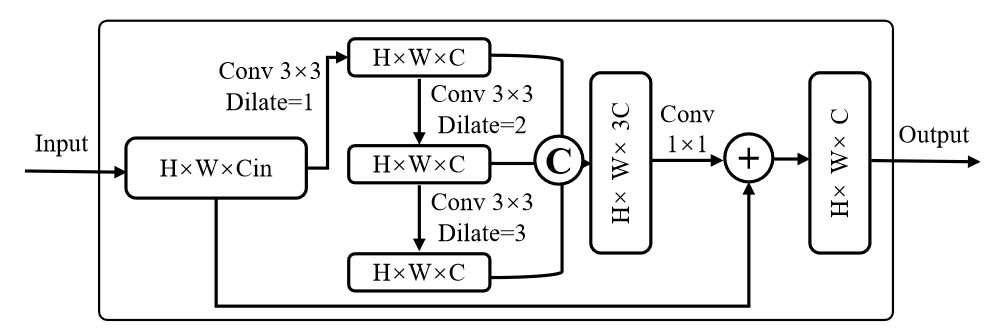 Input
H×W×Cin
Conv 3×3
Dilate=1
H×W×C
Conv 3×3
Dilate=2
H×W×C
Conv 3×3
Dilate=3
H×W×C
C
H× W× 3C
Conv
1×1
+
H× W× C
Output